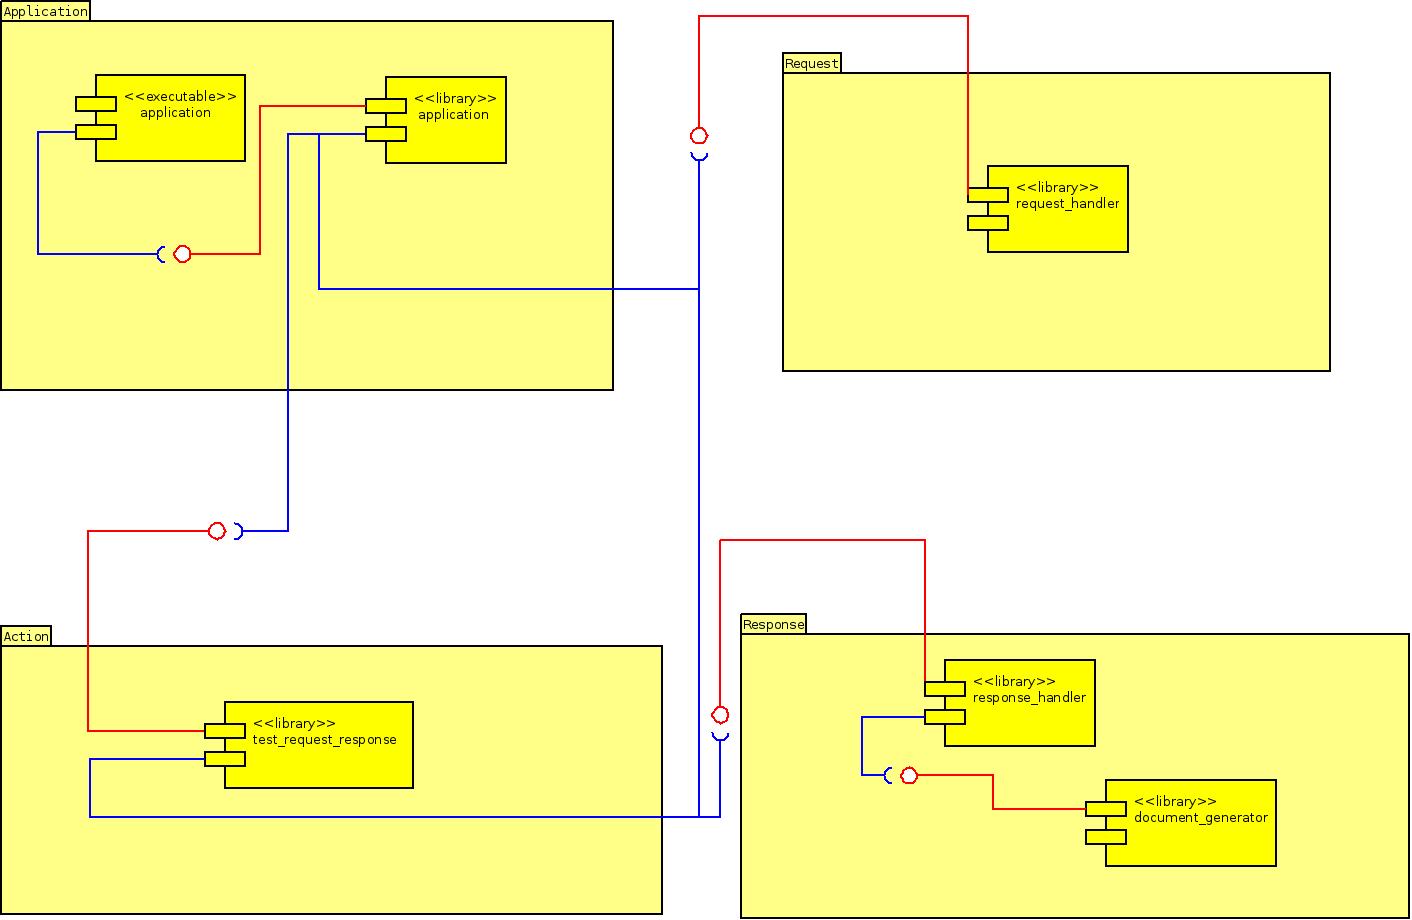 Application
<<executable>>
application
<<library>>
application
Request
<<library>>
request_handler
Action
<<library>>
test_request_response
Response
<<library>>
response_handler
<<library>>
document_generator